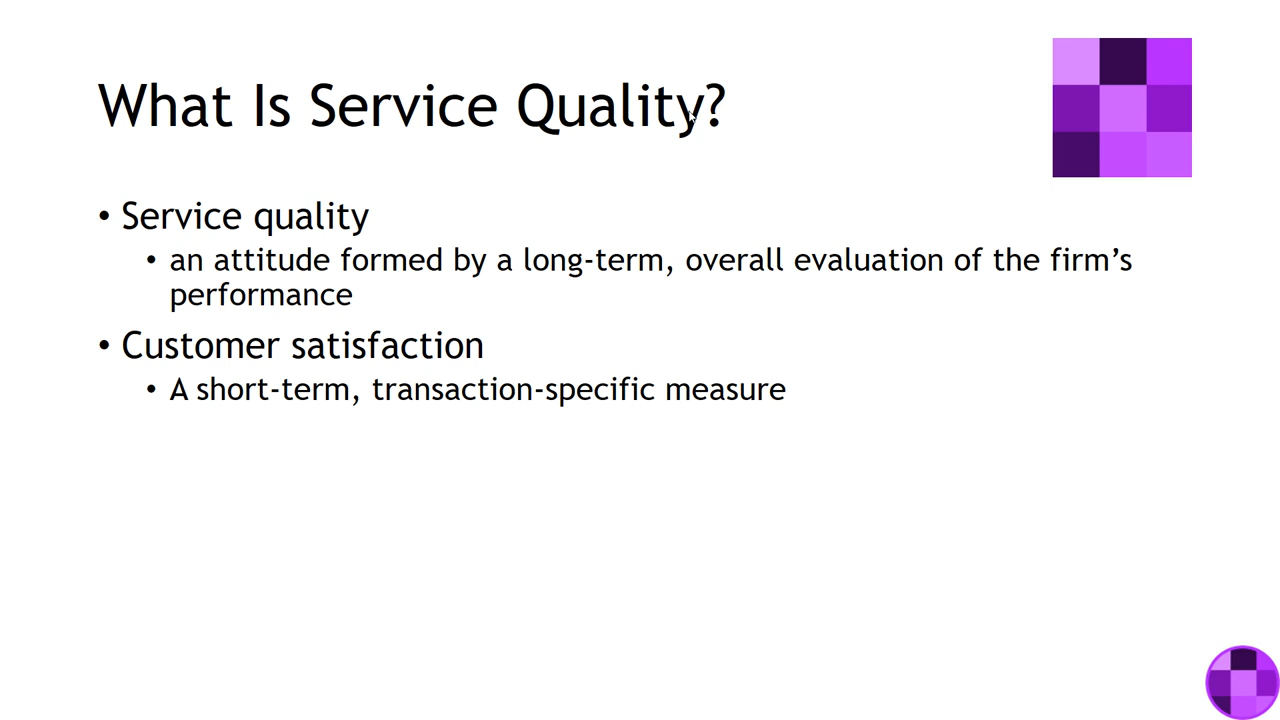 What Is Service Quality?
• Service quality
• an attitude formed by a long-term, overall evaluation of the firm’s
performance
• Customer satisfaction
• A short-term, transaction-specific measure